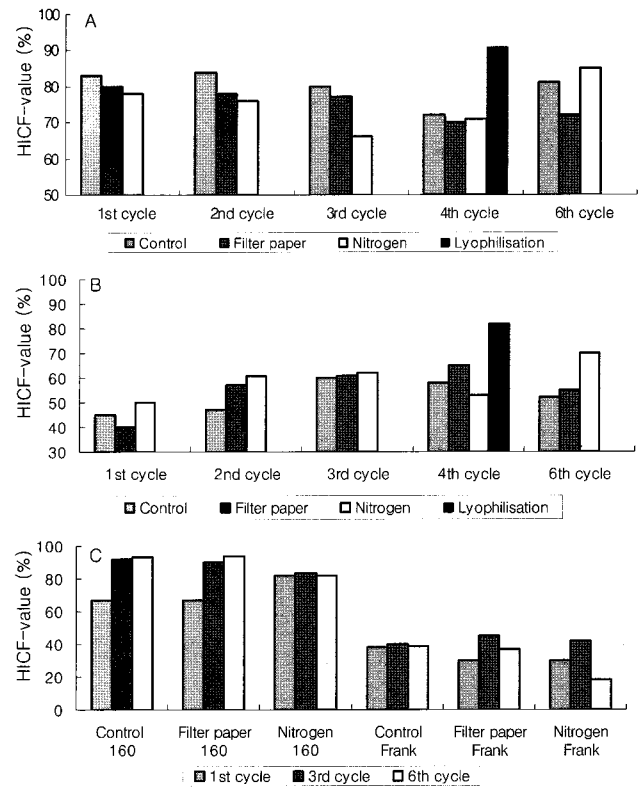 A
HICF-value (%)
100
90
80
70
60
50
1st cycle 2nd cycle 3rd cycle 4th cycle 6th cycle
Control Filter paper Nitrogen Lyophilisation
B
HICF-value (%)
100
90
80
70
60
50
40
30
1st cycle 2nd cycle 3rd cycle 4th cycle 6th cycle
Control Filter paper Nitrogen Lyophilisation
C
HICF-value (%)
100
80
60
40
20
0
Control Filter paper Nitrogen Control Filter paper Nitrogen
160 160 160 Frank Frank Frank
1st cycle 3rd cycle 6th cycle